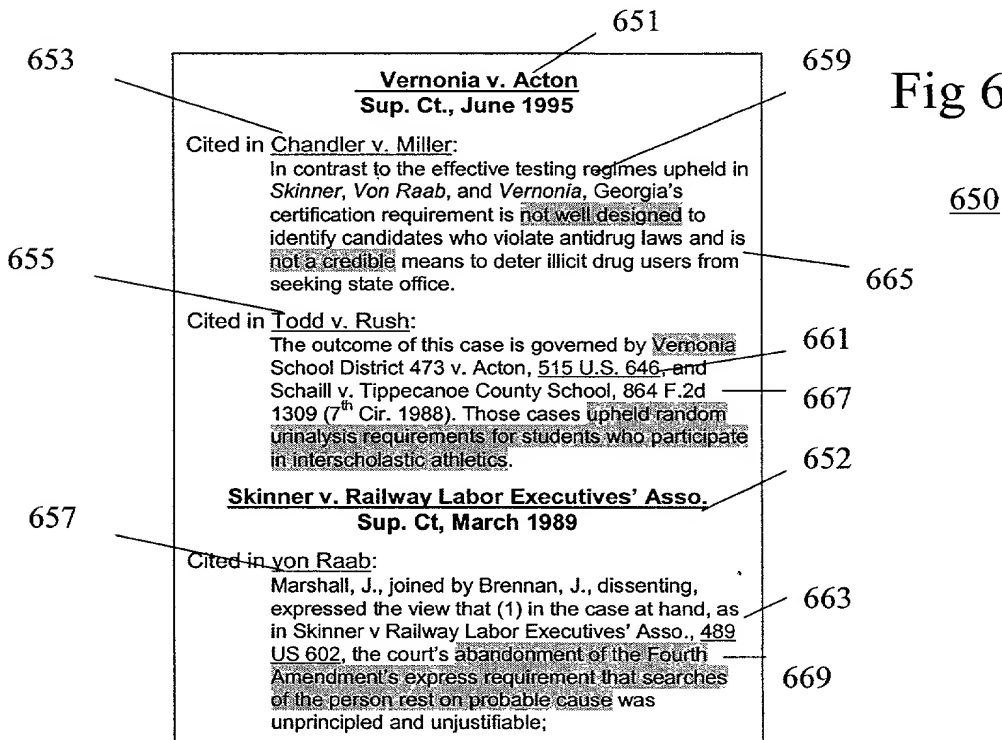 651
653
659
Fig 6
Vernonia v. Acton
Sup. Ct., June 1995
Cited in Chandler v. Miller:
In contrast to the effective testing regimes upheld in
Skinner, Von Raab, and Vernonia, Georgia's
650
certification requirement is not well designed to
identify candidates who violate antidrug laws and is
655
not a credible means to deter illicit drug users from
665
seeking state office.
Cited in Todd v. Rush:
The outcome of this case is governed by Vernonia
661
School District 473 v. Acton, 515 U.S. 646, and
Schaill v. Tippecanoe County School, 864 F.2d
667
1309 (7th Cir. 1988). Those cases upheld random
urinalysis requirements for students who participate
in interscholastic athletics.
652
Skinner v. Railway Labor Executives' Asso.
657
Sup. Ct, March 1989
Cited in von Raab:
Marshall, J., joined by Brennan, J., dissenting,
expressed the view that (1) in the case at hand, as
663
in Skinner v Railway Labor Executives' Asso., 489
US 602, the court's abandonment of the Fourth
Amendment's express requirement that searches
669
of the person rest on probable cause was
unprincipled and unjustifiable;